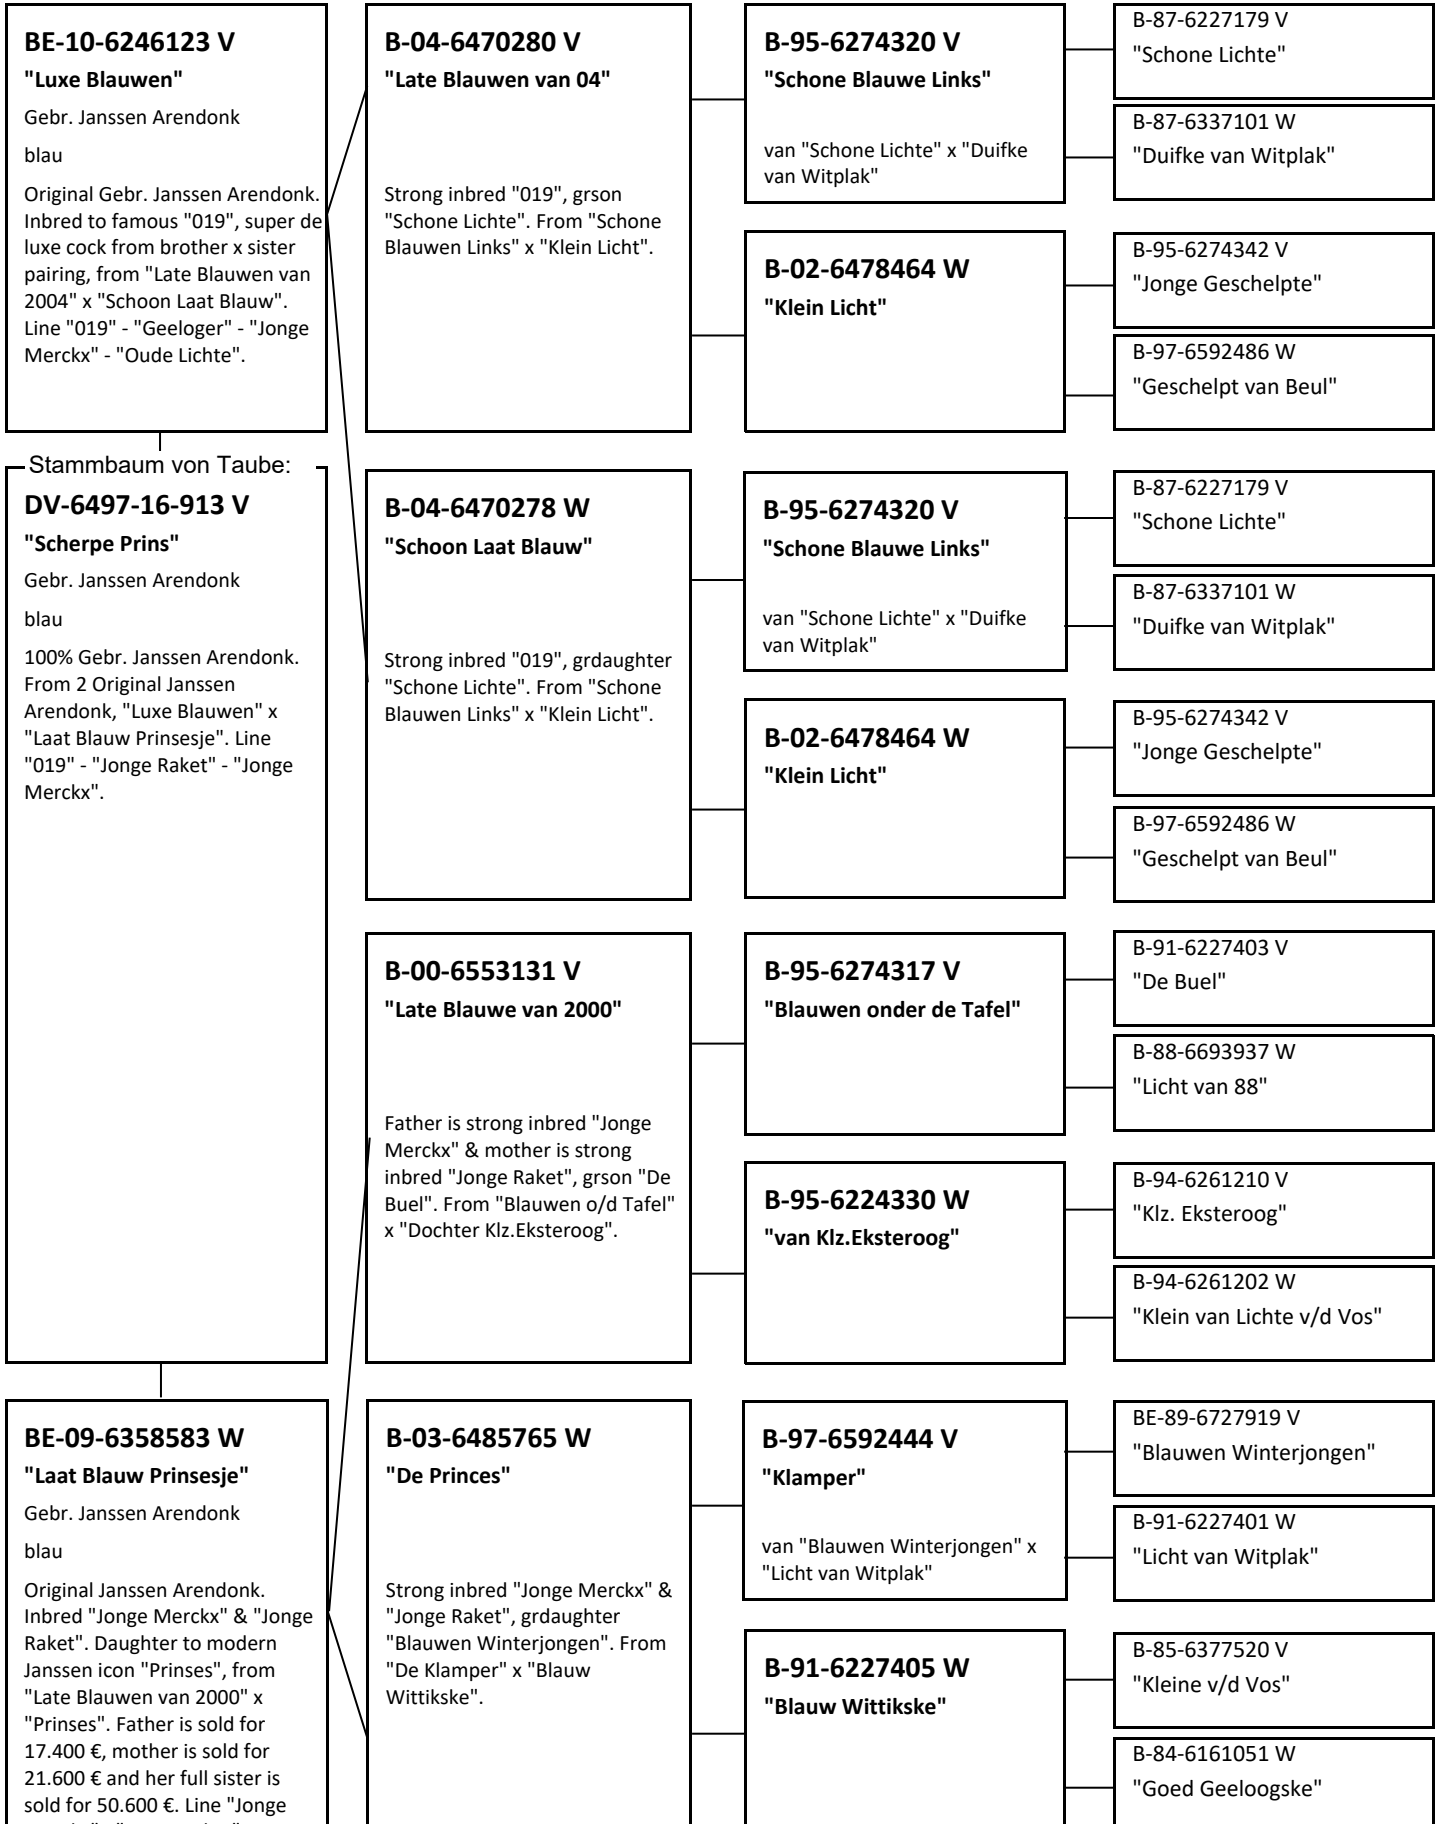 BE-10-6246123 V
"Luxe Blauwen"
Gebr. Janssen Arendonk
blau
Original Gebr. Janssen Arendonk.
Inbred to famous "019", super de
luxe cock from brother x sister
pairing, from "Late Blauwen van
2004" x "Schoon Laat Blauw".
Line "019" - "Geeloger" - "Jonge
Merckx" - "Oude Lichte".
Stammbaum von Taube:
DV-6497-16-913 V
"Scherpe Prins"
Gebr. Janssen Arendonk
blau
100% Gebr. Janssen Arendonk.
From 2 Original Janssen
Arendonk, "Luxe Blauwen" x
"Laat Blauw Prinsesje". Line
"019" - "Jonge Raket" - "Jonge
Merckx".
BE-09-6358583 W
"Laat Blauw Prinsesje"
Gebr. Janssen Arendonk
blau
Original Janssen Arendonk.
Inbred "Jonge Merckx" & "Jonge
Raket". Daughter to modern
Janssen icon "Prinses", from
"Late Blauwen van 2000" x
"Prinses". Father is sold for
17.400 €, mother is sold for
21.600 € and her full sister is
sold for 50.600 €. Line "Jonge
B-04-6470280 V
"Late Blauwen van 04"
Strong inbred "019", grson
"Schone Lichte". From "Schone
Blauwen Links" x "Klein Licht".
B-04-6470278 W
"Schoon Laat Blauw"
Strong inbred "019", grdaughter
"Schone Lichte". From "Schone
Blauwen Links" x "Klein Licht".
B-00-6553131 V
"Late Blauwe van 2000"
Father is strong inbred "Jonge
Merckx" & mother is strong
inbred "Jonge Raket", grson "De
Buel". From "Blauwen o/d Tafel"
x "Dochter Klz.Eksteroog".
B-03-6485765 W
"De Princes"
Strong inbred "Jonge Merckx" &
"Jonge Raket", grdaughter
"Blauwen Winterjongen". From
"De Klamper" x "Blauw
Wittikske".
B-95-6274320 V
"Schone Blauwe Links"
van "Schone Lichte" x "Duifke
van Witplak"
B-02-6478464 W
"Klein Licht"
B-95-6274320 V
"Schone Blauwe Links"
van "Schone Lichte" x "Duifke
van Witplak"
B-02-6478464 W
"Klein Licht"
B-95-6274317 V
"Blauwen onder de Tafel"
B-95-6224330 W
"van Klz.Eksteroog"
B-97-6592444 V
"Klamper"
van "Blauwen Winterjongen" x
"Licht van Witplak"
B-91-6227405 W
"Blauw Wittikske"
B-87-6227179 V
"Schone Lichte"
B-87-6337101 W
"Duifke van Witplak"
B-95-6274342 V
"Jonge Geschelpte"
B-97-6592486 W
"Geschelpt van Beul"
B-87-6227179 V
"Schone Lichte"
B-87-6337101 W
"Duifke van Witplak"
B-95-6274342 V
"Jonge Geschelpte"
B-97-6592486 W
"Geschelpt van Beul"
B-91-6227403 V
"De Buel"
B-88-6693937 W
"Licht van 88"
B-94-6261210 V
"Klz. Eksteroog"
B-94-6261202 W
"Klein van Lichte v/d Vos"
BE-89-6727919 V
"Blauwen Winterjongen"
B-91-6227401 W
"Licht van Witplak"
B-85-6377520 V
"Kleine v/d Vos"
B-84-6161051 W
"Goed Geeloogske"